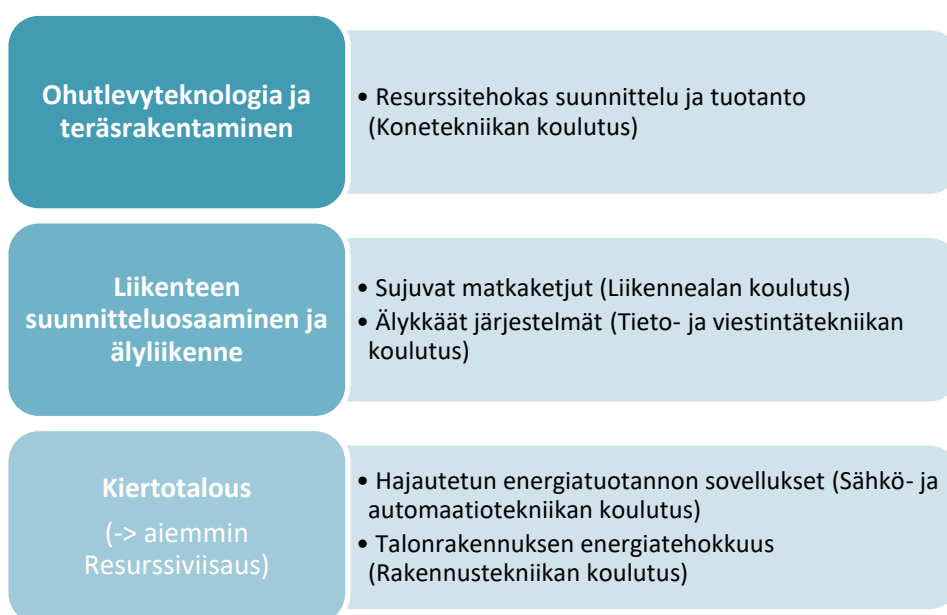 Ohutlevyteknologia ja
teräsrakentaminen
• Resurssitehokas suunnittelu ja tuotanto
(Konetekniikan koulutus)
Liikenteen
suunnitteluosaaminen ja
älyliikenne
• Sujuvat matkaketjut (Liikennealan koulutus)
• Älykkäät järjestelmät (Tieto- ja viestintätekniikan
koulutus)
Kiertotalous
(-> aiemmin
Resurssiviisaus)
• Hajautetun energiatuotannon sovellukset (Sähkö- ja
automaatiotekniikan koulutus)
• Talonrakennuksen energiatehokkuus
(Rakennustekniikan koulutus)